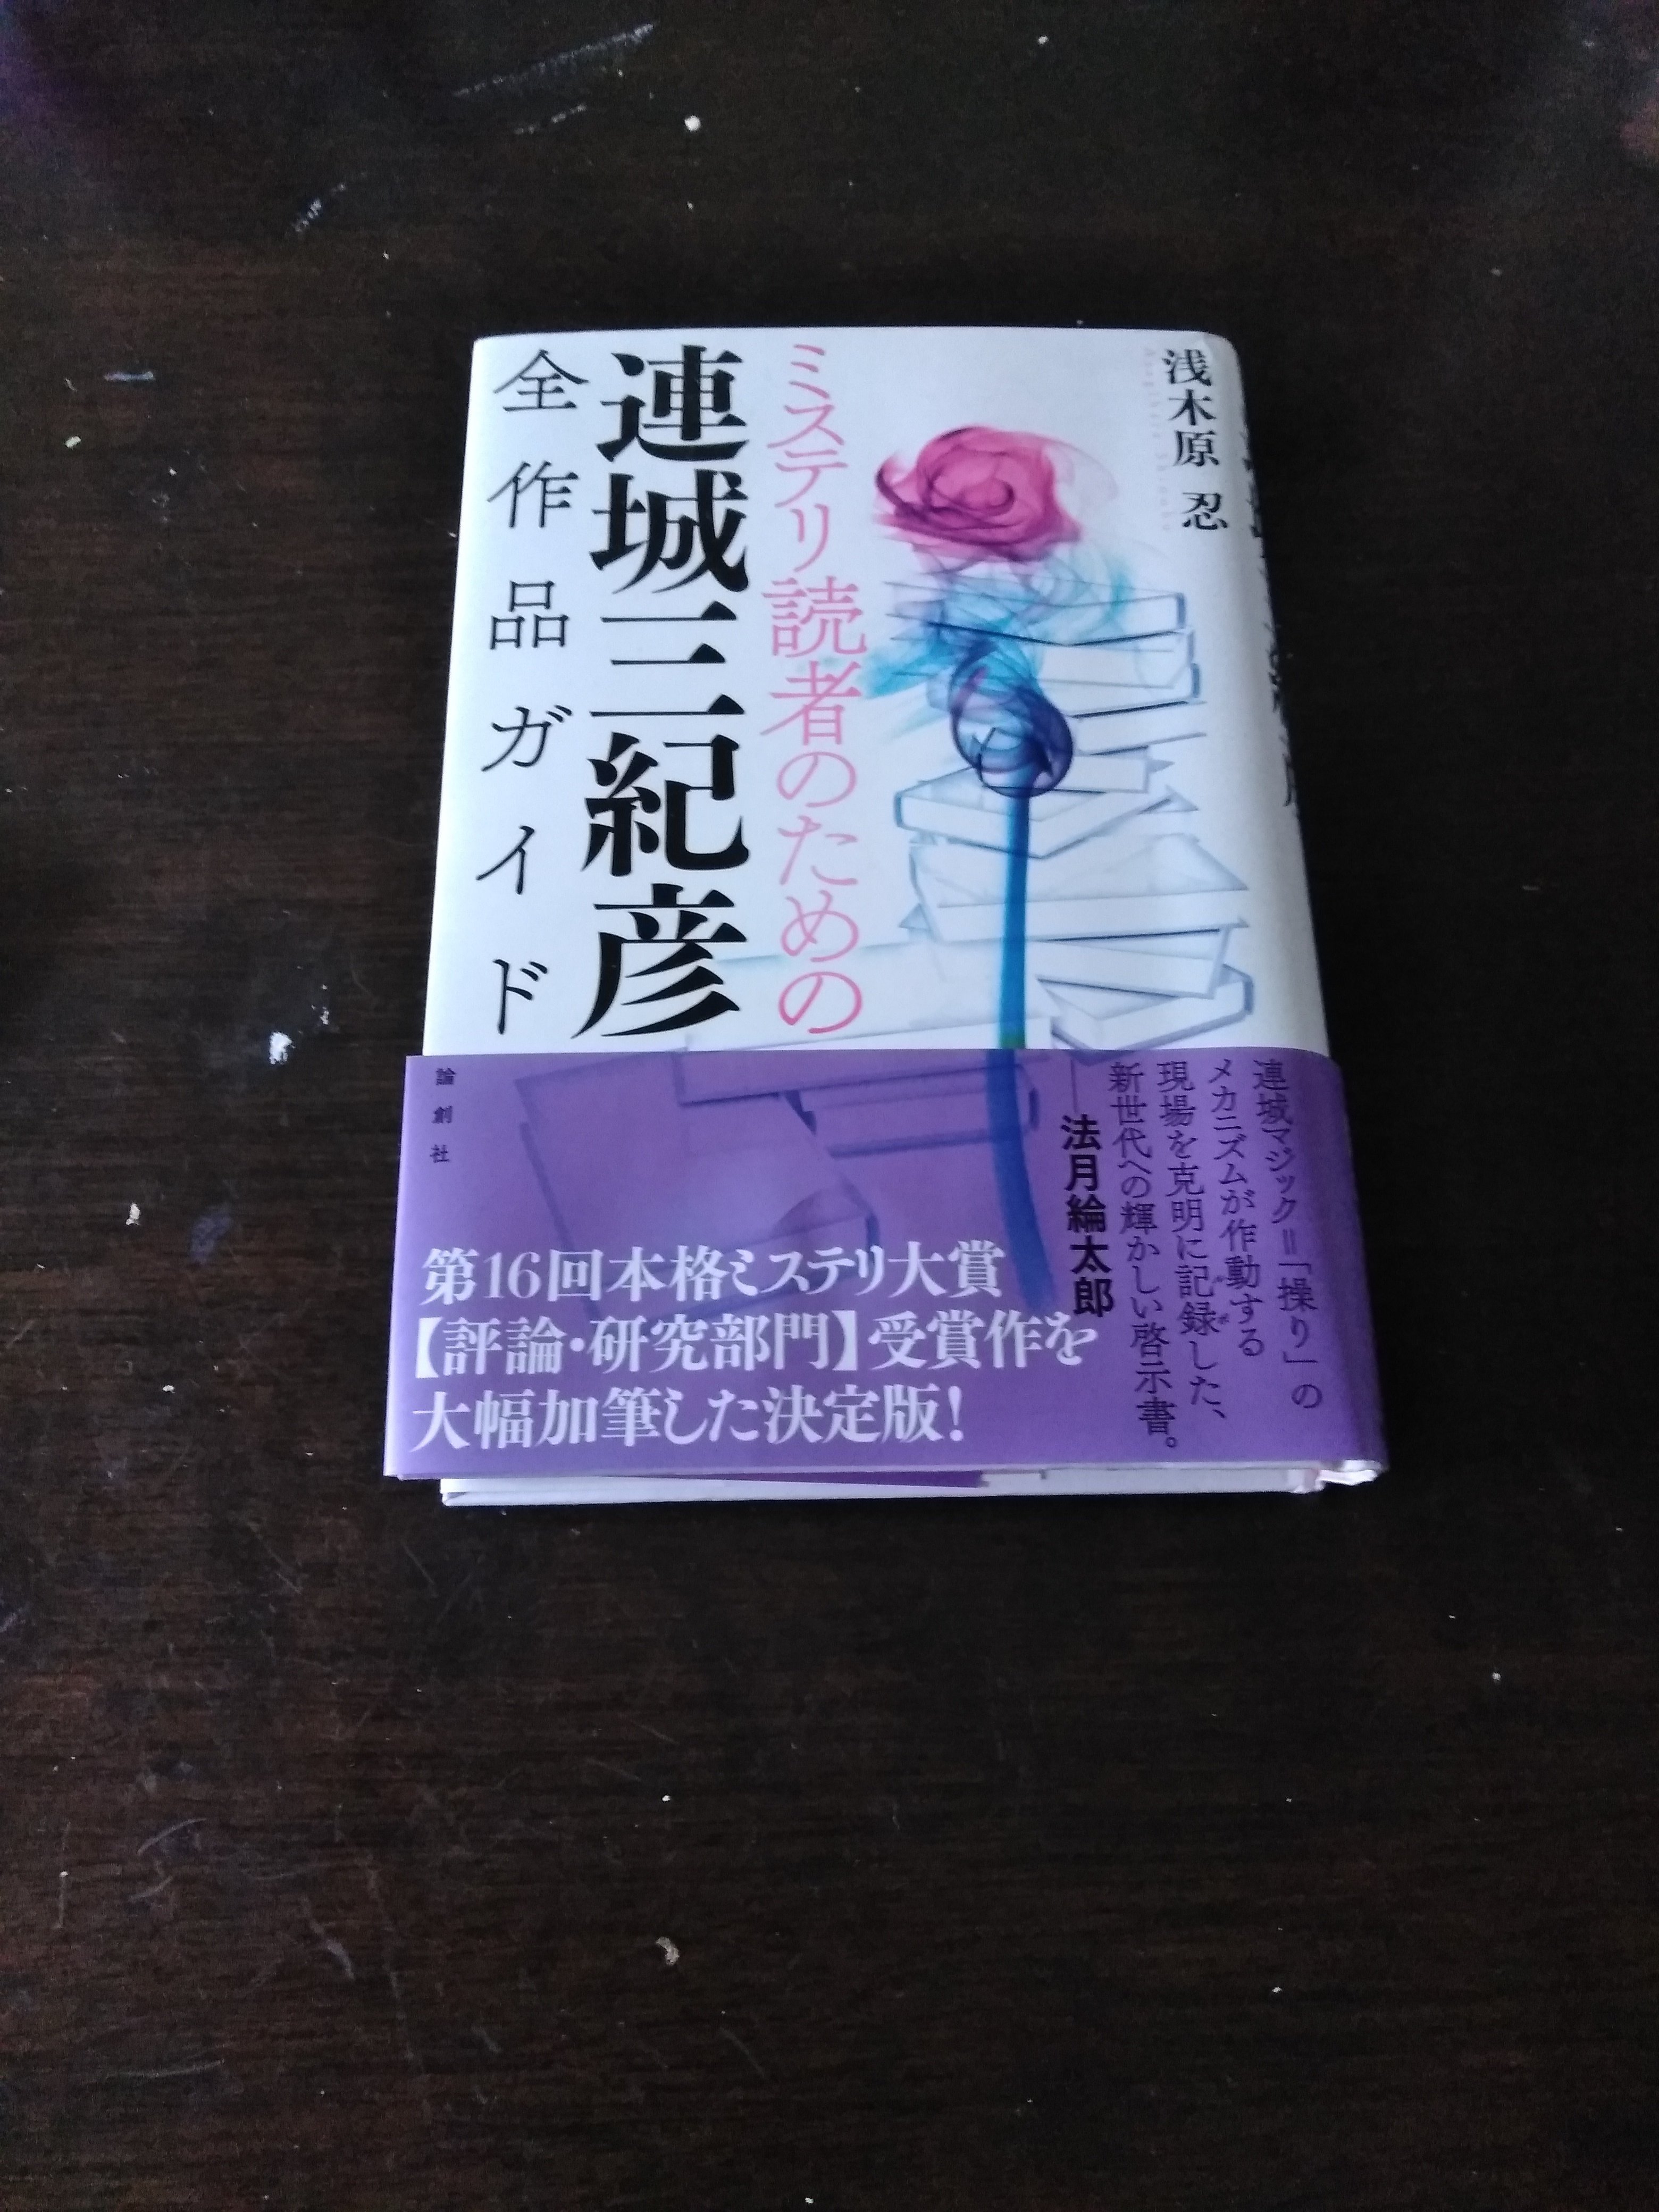 浅木原 忍
ミステリ読者のための
連城三紀彦
全作品ガイド
連城マジック=「操り」の
メカニズムが作動する
現場を克明に記録した、
新世代への輝かしい啓示書。
法月綸太郎
第16回本格ミステリ大賞
【評論・研究部門】受賞作を
大幅加筆した決定版!
論創社